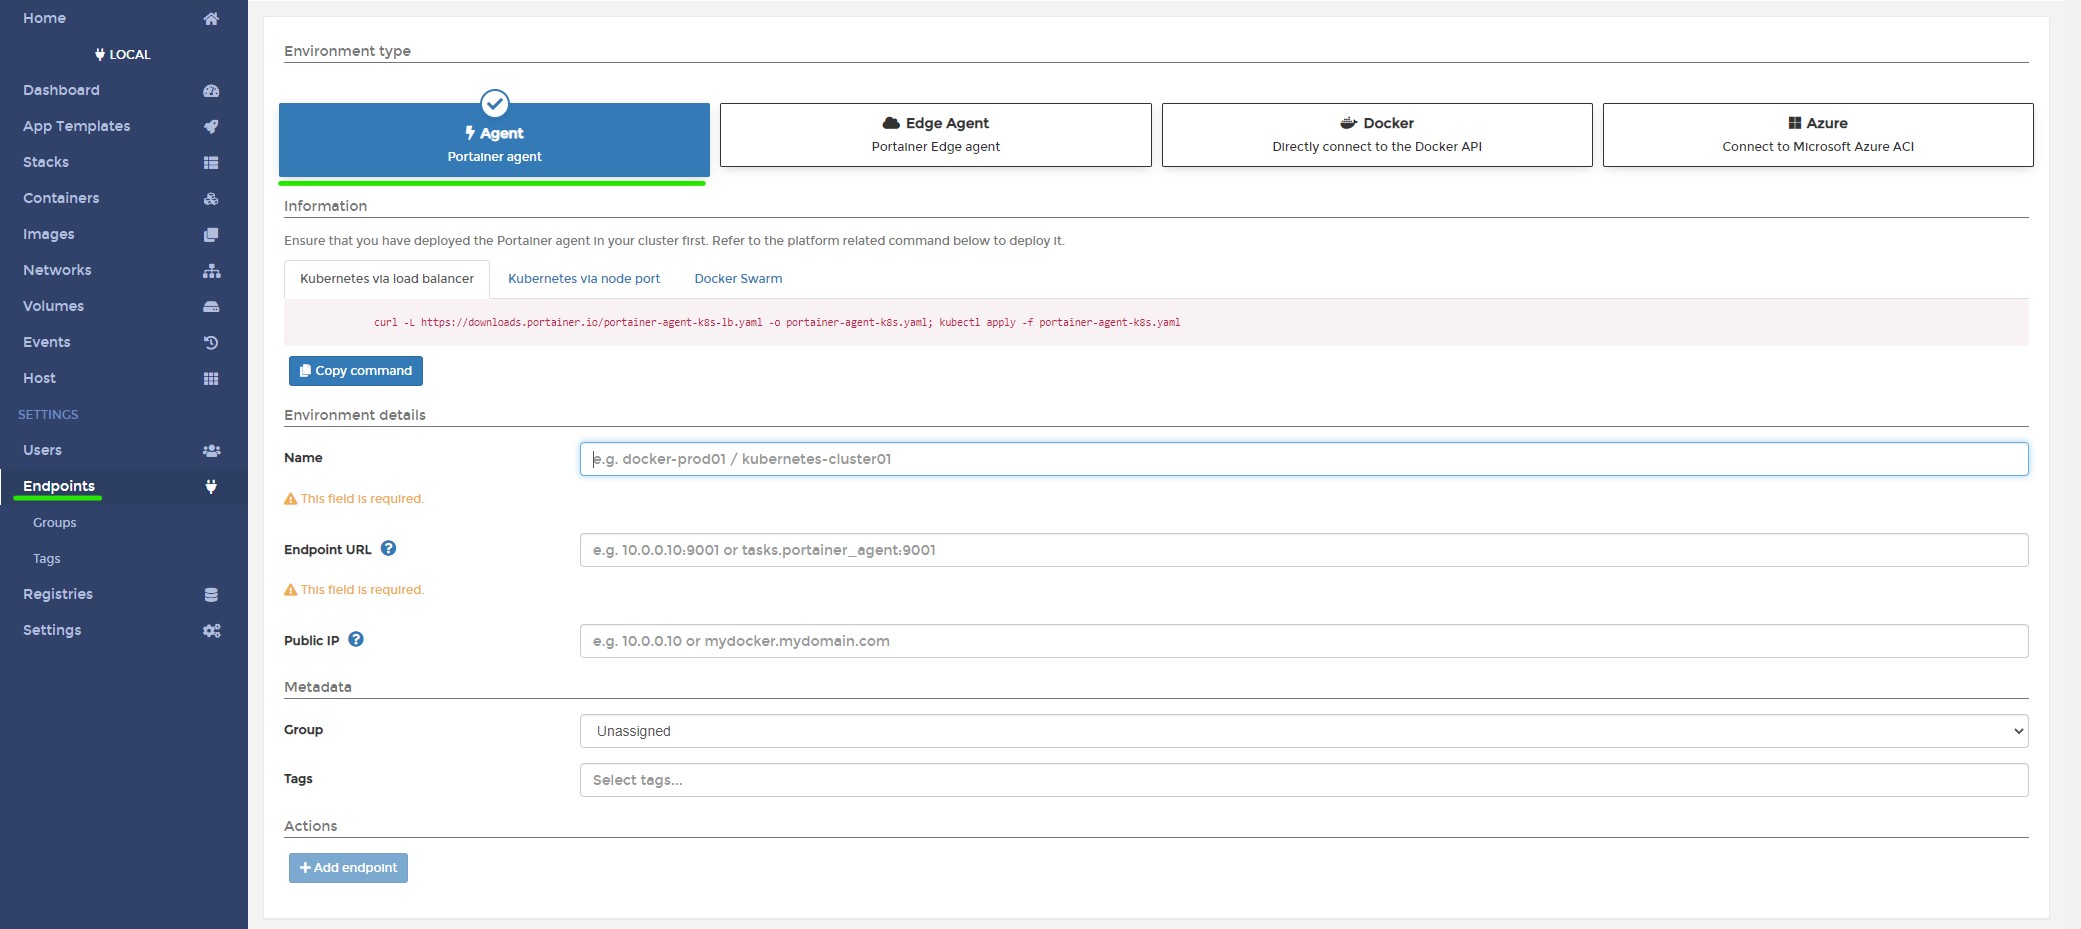 Home
LOCAL
Dashboard
App Templates
Stacks
Containers
Images
Networks
Volumes
Events
Host
SETTINGS
Users
Endpoints
Groups
Tags
Registries
Settings
Environment type
Agent
Portainer agent
Edge Agent
Portainer Edge agent
Docker
Directly connect to the Docker API
Azure
Connect to Microsoft Azure ACI
Information
Ensure that you have deployed the Portainer agent in your cluster first. Refer to the platform related command below to deploy it.
Kubernetes via load balancer
Kubernetes via node port
Docker Swarm
curl -L https://downloads.portainer.io/portainer-agent-k8s-lb.yaml -o portainer-agent-k8s.yaml; kubectl apply -f portainer-agent-k8s.yaml
Copy command
Environment details
Name
e.g. docker-prod01 / kubernetes-cluster01
This field is required.
Endpoint URL
e.g. 10.0.0.10:9001 or tasks.portainer_agent:9001
This field is required.
Public IP
e.g. 10.0.0.10 or mydocker.mydomain.com
Metadata
Group
Unassigned
Tags
Select tags...
Actions
+ Add endpoint